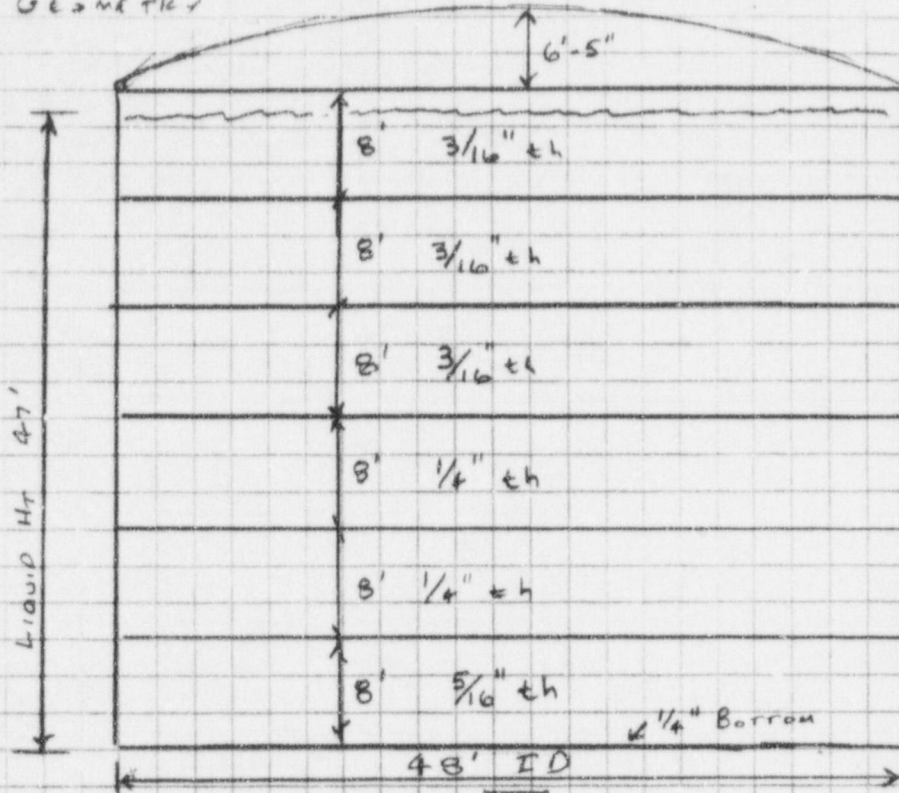 GEOMETRY
6'-5"
8' 3/16" th
8' 3/16" th
8' 3/16" th
8' 1/4" th
8' 1/4" th
8' 5/16" th
LIQUID HT 47'
1/4" BOTTOM
48' ID